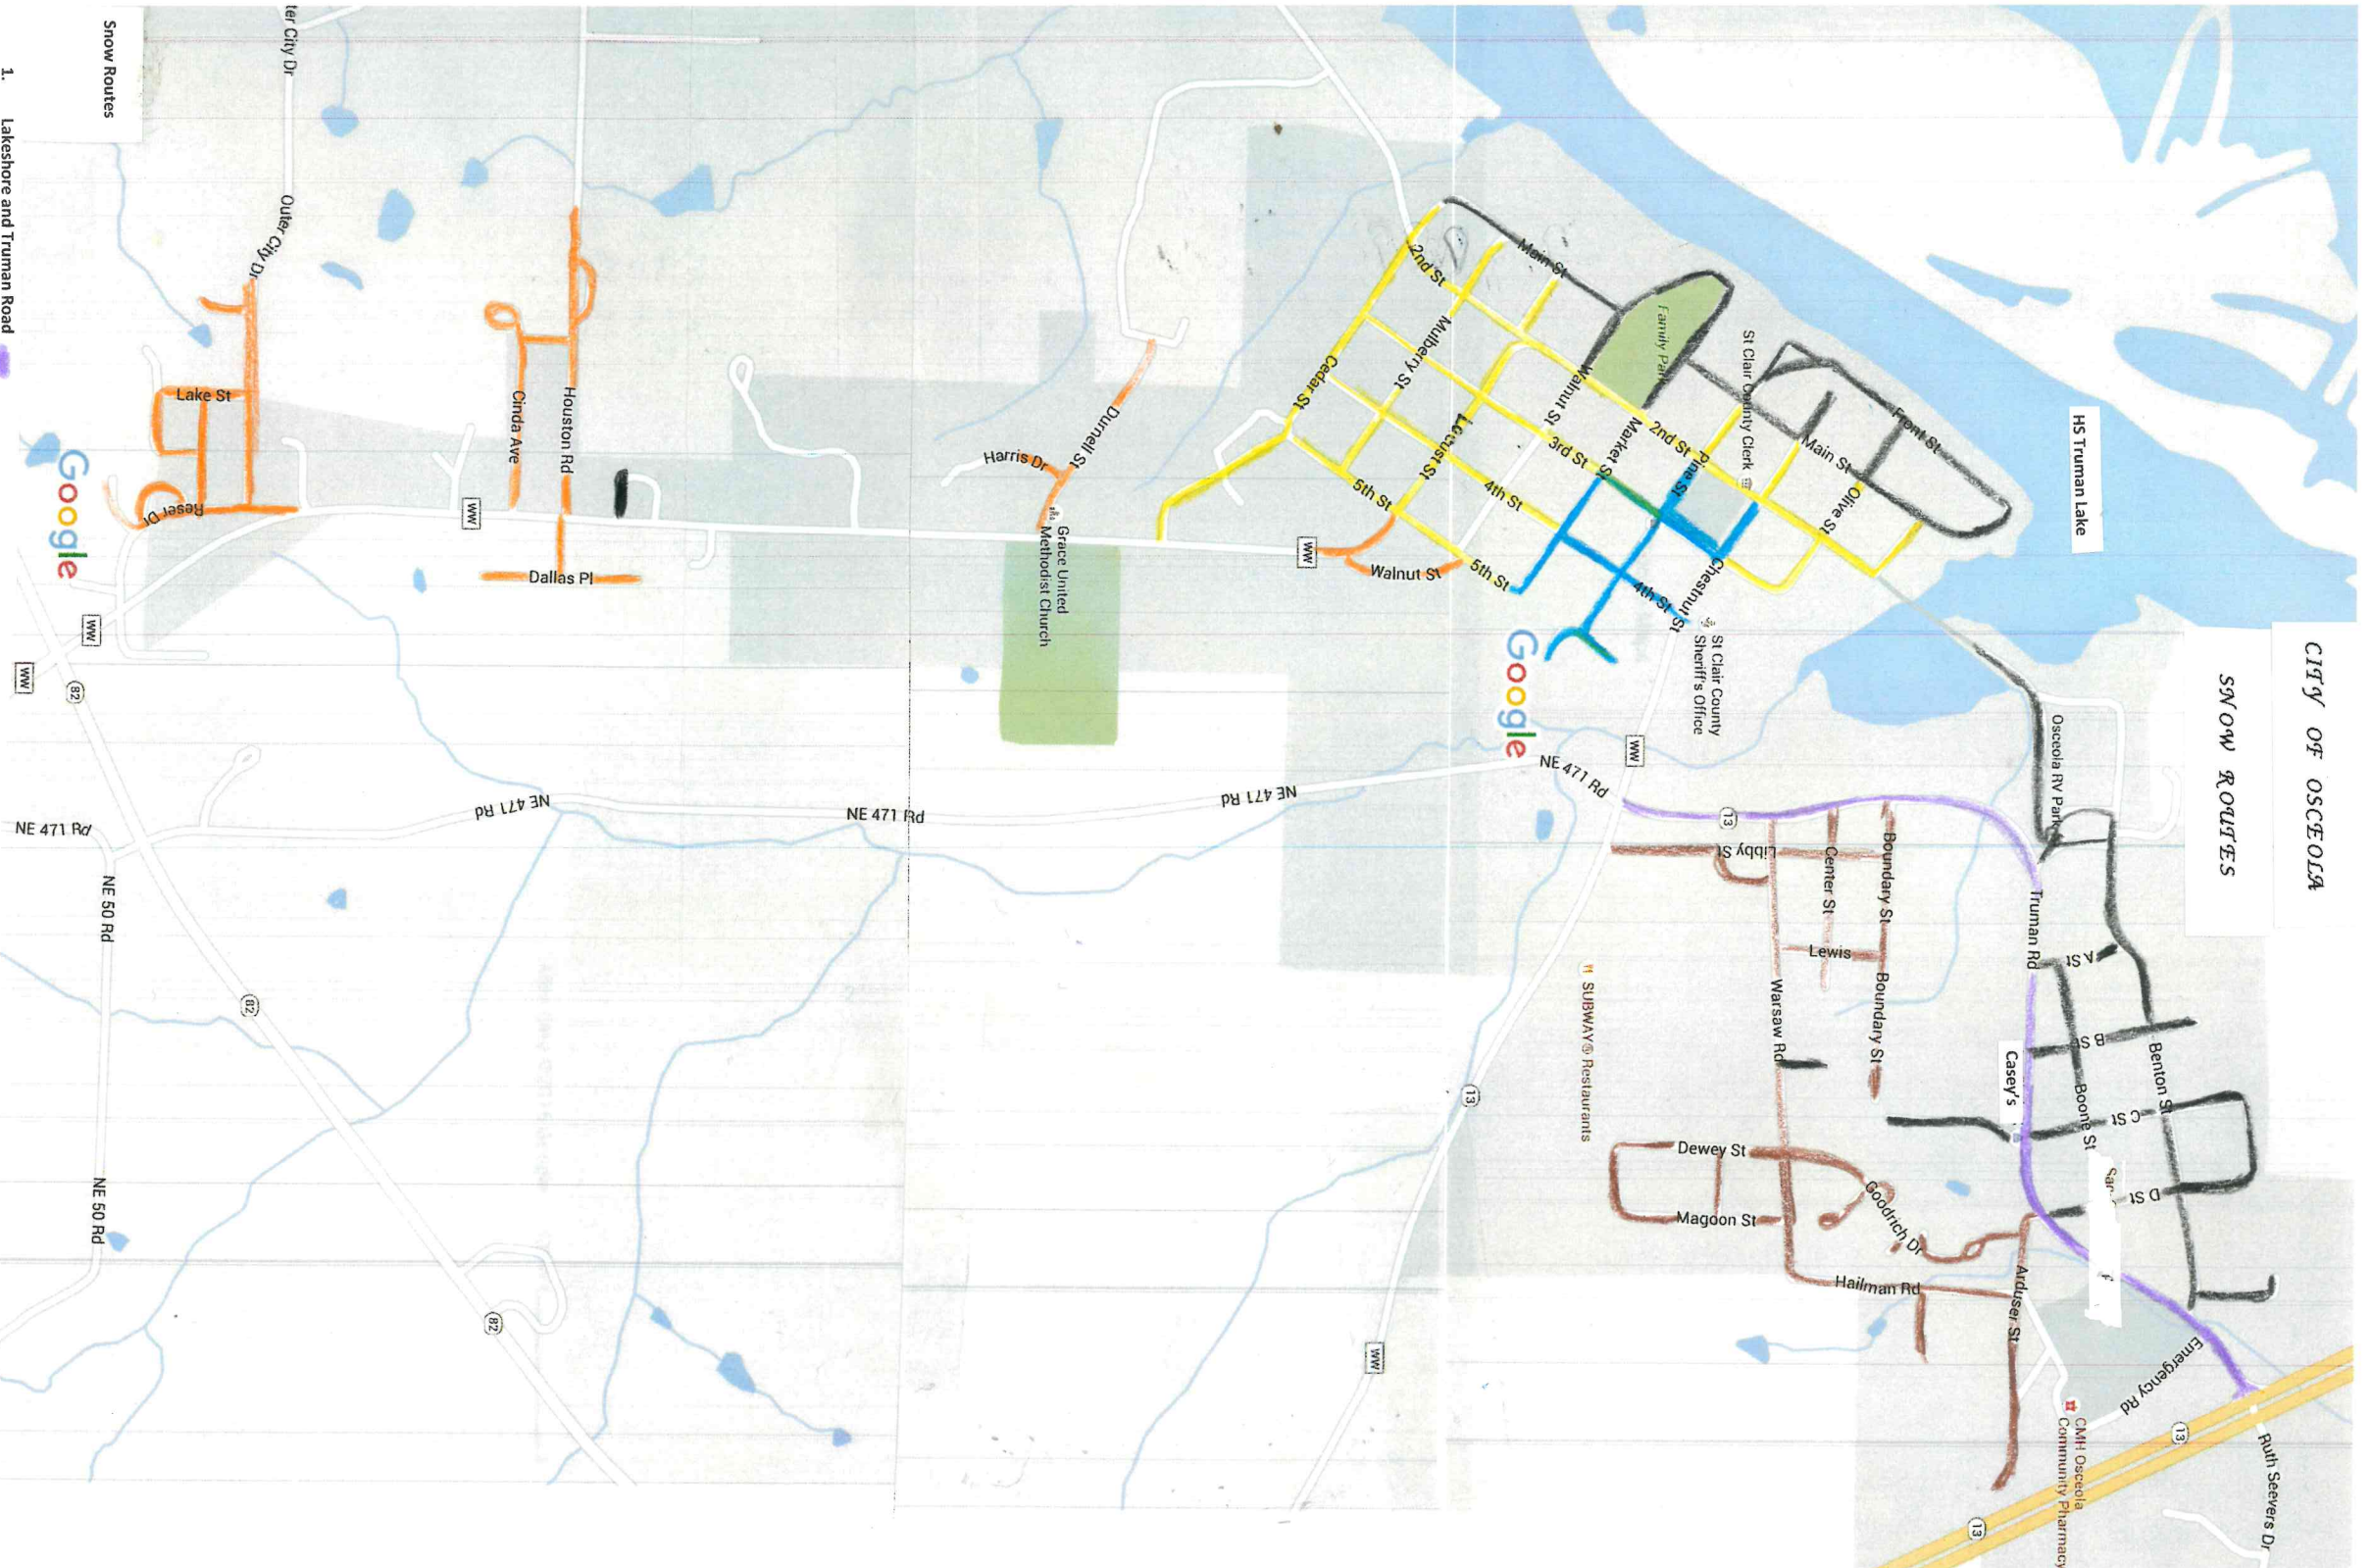 CITY OF OSCEOLA
SNOW ROUTES
HS Truman Lake
Snow Routes
1. Lakeshore and Truman Road
ter City Dr
Outer City Dr
Lake St
Reser Dr
Google
Cinda Ave
Houston Rd
Dallas Pl
WW
WW
WW
82
NE 471 Rd
NE 50 Rd
NE 50 Rd
82
82
NE 471 Rd
NE 471 Rd
NE 471 Rd
NE 471 Rd
Harris Dr
Durnell St
Grace United
Methodist Church
WW
Walnut St
5th St
5th St
Cedar St
Mulberry St
Locust St
4th St
3rd St
2nd St
Main St
Walnut St
Market St
Family Park
2nd St
Pine St
St Clair County Clerk
Main St
Front St
Olive St
Chestnut St
4th St
St Clair County
Sheriff's Office
Google
WW
13
Libby St
Center St
Boundary St
Lewis
Boundary St
Warsaw Rd
SUBWAY® Restaurants
13
WW
Dewey St
Magoon St
Goodrich Dr
Hailman Rd
Arduser St
Osceola RV Park
Truman Rd
A St
B St
C St
D St
Benton St
Boone St
Casey's
Emergency Rd
13
13
CMH Osceola
Community Pharmacy
Ruth Seevers Dr